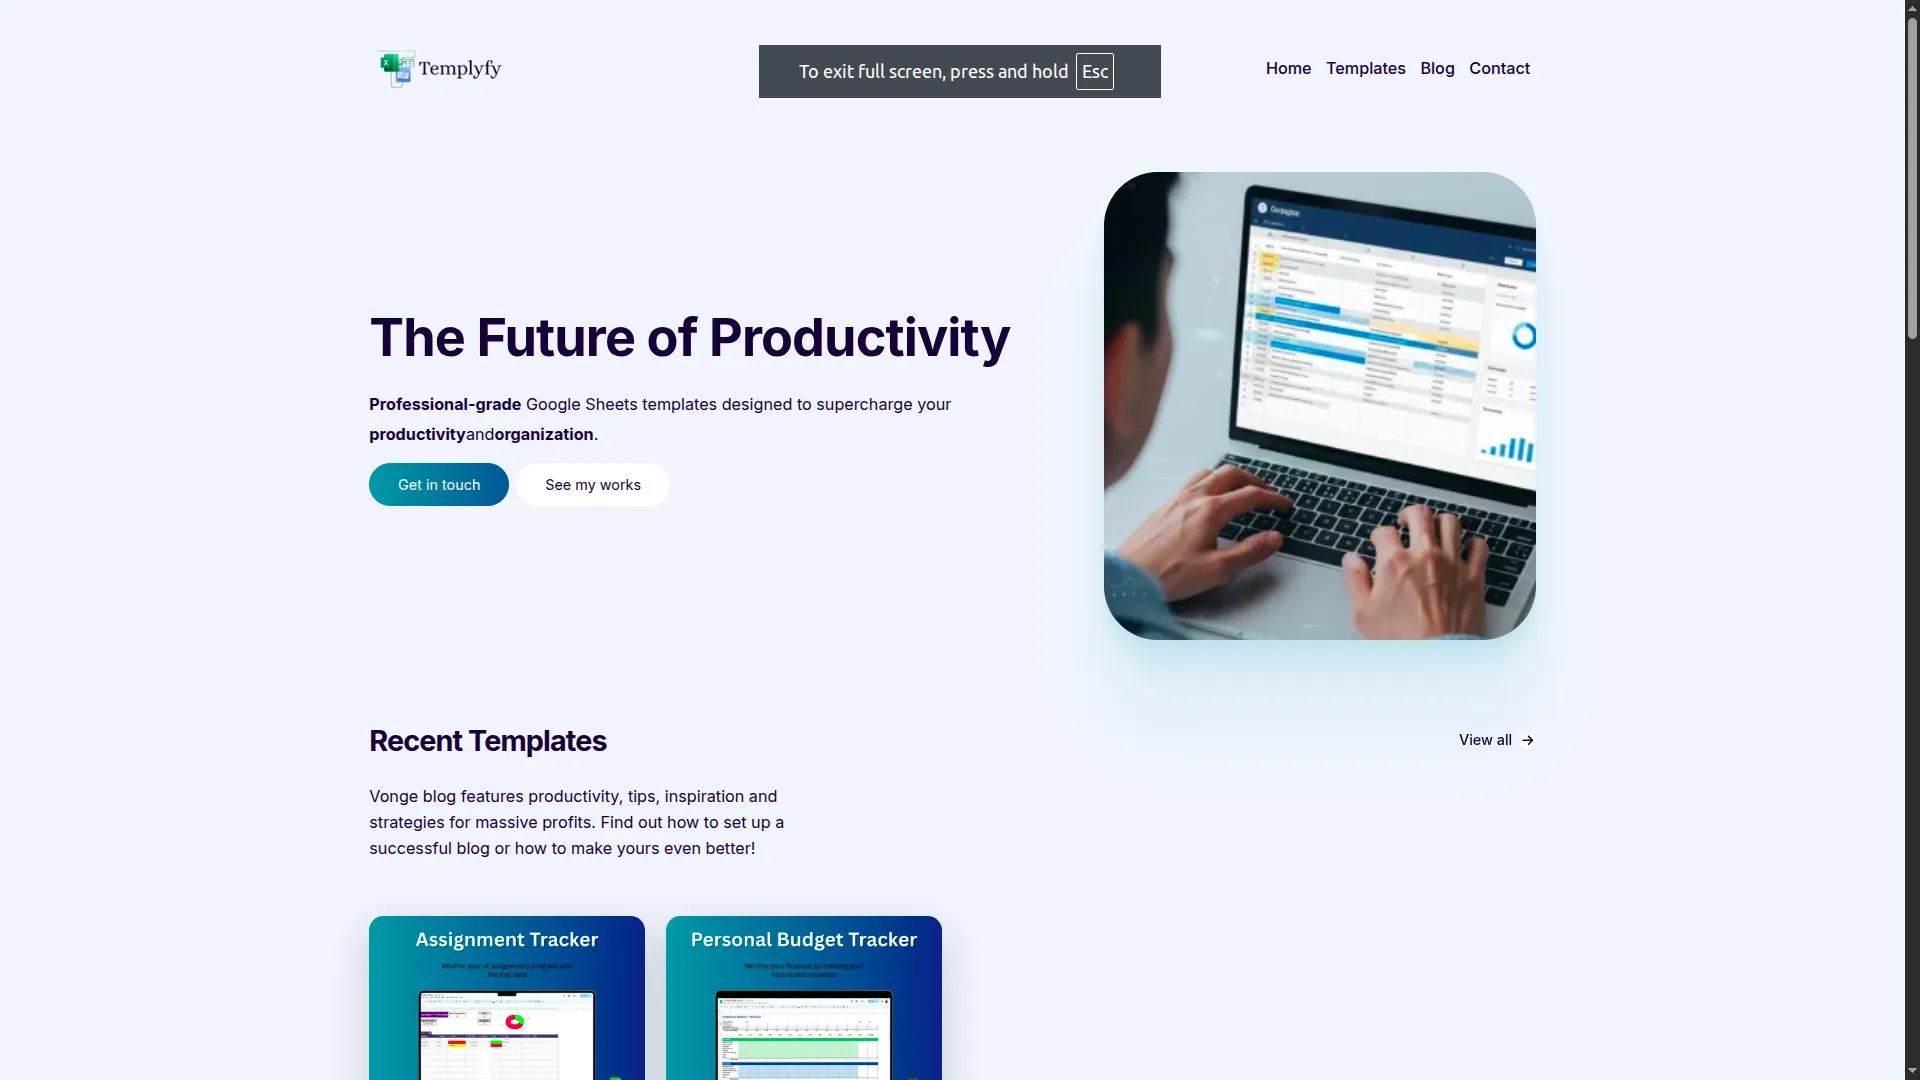 Templyfy
To exit full screen, press and hold Esc
Home Templates Blog Contact
The Future of Productivity
Professional-grade Google Sheets templates designed to supercharge your
productivityandorganization.
Get in touch
See my works
Recent Templates
View all
Vonge blog features productivity, tips, inspiration and
strategies for massive profits. Find out how to set up a
successful blog or how to make yours even better!
Assignment Tracker
Monitor your all assignments progress with
the due date.
Personal Budget Tracker
Monitor your finances by tracking your
income and expenses